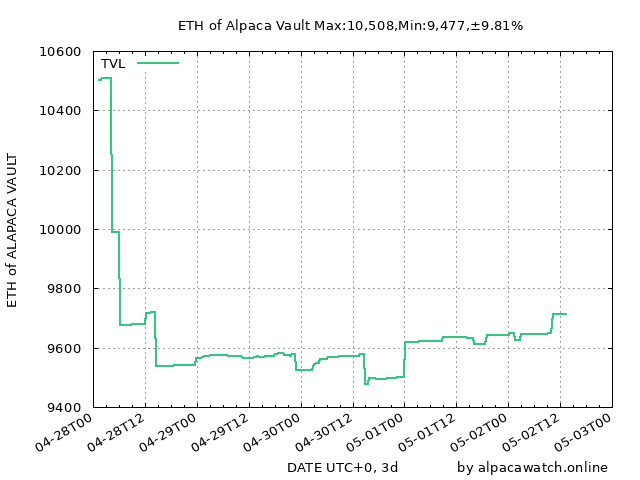 ETH of Alpaca Vault Max:10,508,Min:9,477,±9.81%
TVL
10600
10400
10200
10000
9800
9600
9400
ETH of ALAPACA VAULT
04-28T00
04-28T12
04-29T00
04-29T12
04-30T00
04-30T12
05-01T00
05-01T12
05-02T00
05-02T12
05-03T00
DATE UTC+0, 3d
by alpacawatch.online